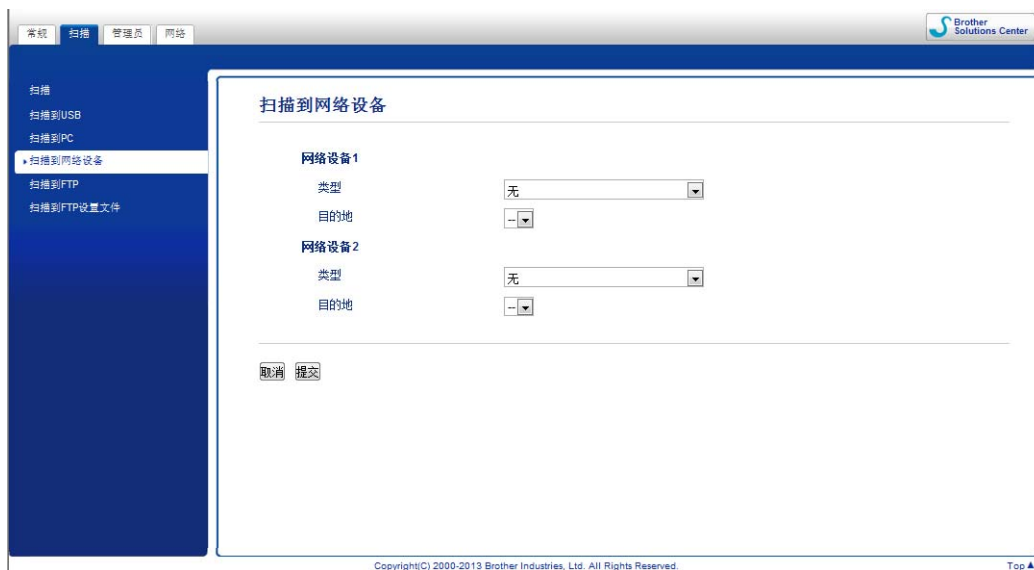 常规 扫描 管理员 网络
Brother
Solutions Center
扫描
扫描到USB
扫描到PC
扫描到网络设备
扫描到FTP
扫描到FTP设置文件
扫描到网络设备
网络设备1
类型 无
目的地 --
网络设备2
类型 无
目的地 --
取消 提交
Copyright(C) 2000-2013 Brother Industries, Ltd. All Rights Reserved.
Top▲